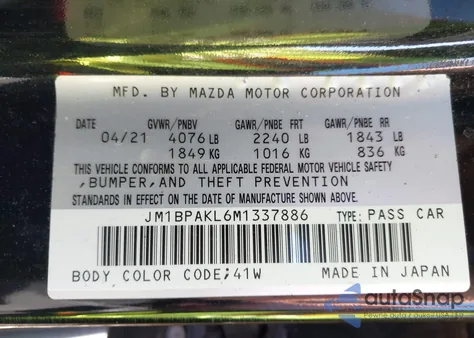 MFD. BY MAZDA MOTOR CORPORATION
DATE GVWR/PNBV GAWR/PNBE FRT GAWR/PNBE RR
04/21 4076 LB 2240 LB 1843 LB
1849 KG 1016 KG 836 KG
THIS VEHICLE CONFORMS TO ALL APPLICABLE FEDERAL MOTOR VEHICLE SAFETY
,BUMPER,AND THEFT PREVENTION
STANDARDS IN EFFECT ON THE DATE OF MANUFACTURE SHOWN ABOVE.
JM1BPAKL6M1337886 TYPE: PASS CAR
BODY COLOR CODE;41W MADE IN JAPAN
autoSnap